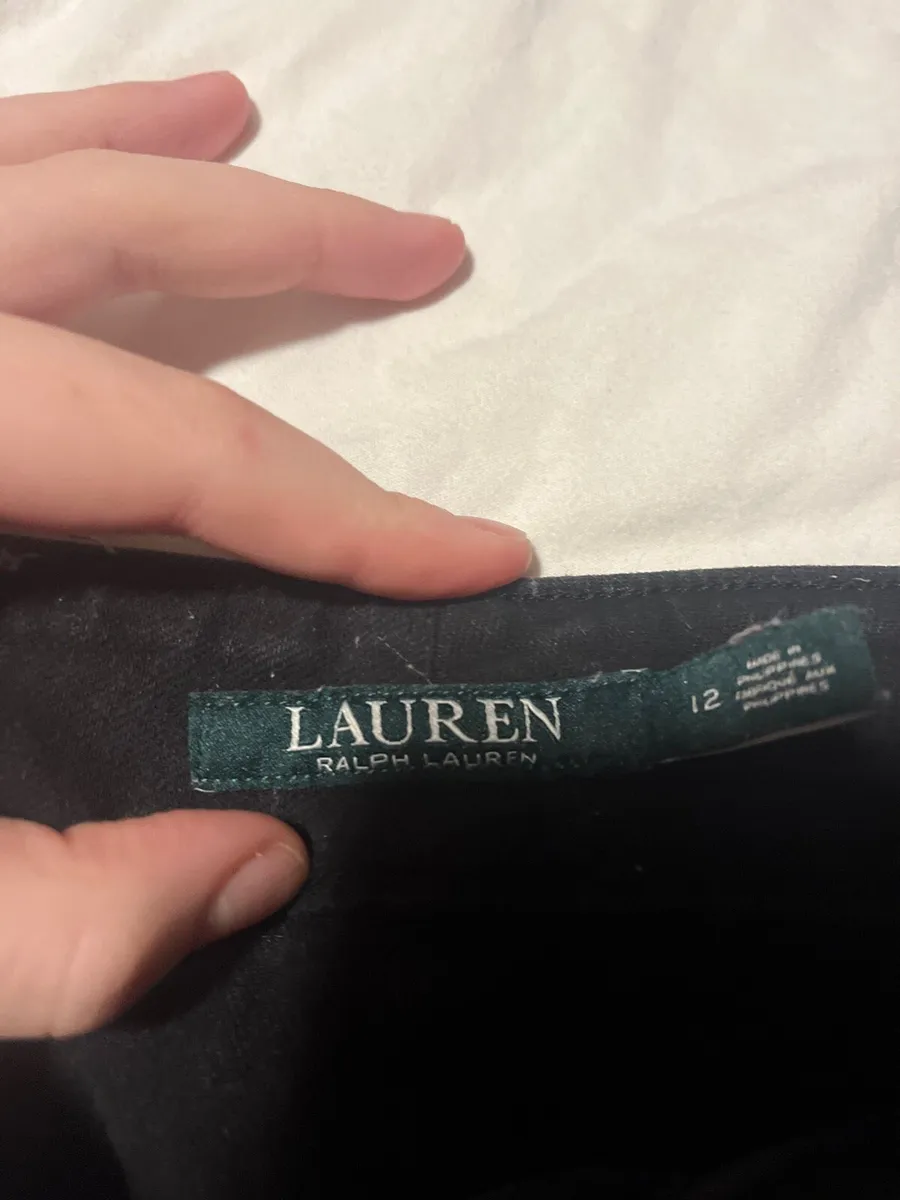 LAUREN
RALPH LAUREN
12
MADE IN
PHILIPPINES
FABRIQUÉ AUX
PHILIPPINES